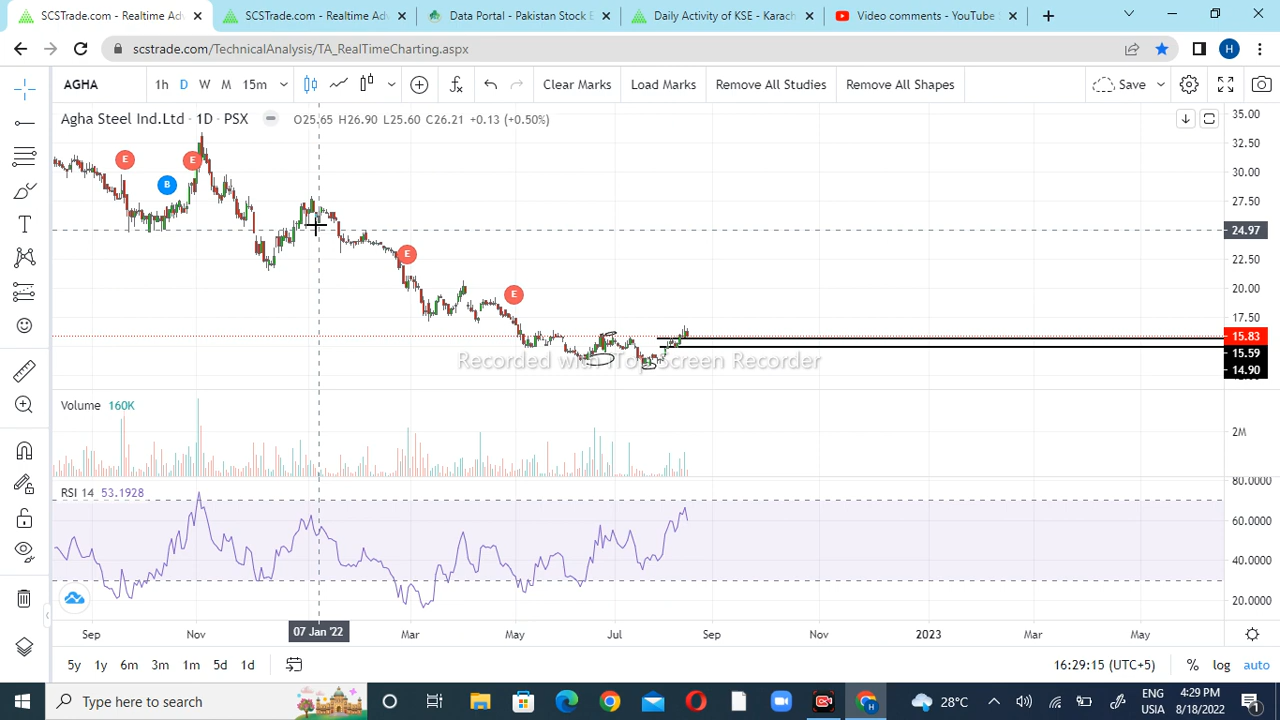 SCSTrade.com - Realtime Adv
SCSTrade.com - Realtime Adv
Data Portal - Pakistan Stock E
Daily Activity of KSE - Karach
Video comments - YouTube S
scstrade.com/TechnicalAnalysis/TA_RealTimeCharting.aspx
H
AGHA
1h D W M 15m
Clear Marks
Load Marks
Remove All Studies
Remove All Shapes
Save
Agha Steel Ind.Ltd · 1D · PSX
O25.65 H26.90 L25.60 C26.21 +0.13 (+0.50%)
35.00
32.50
30.00
27.50
24.97
22.50
20.00
17.50
15.83
15.59
14.90
E
E
B
E
E
Recorded with iTop Screen Recorder
Volume 160K
2M
RSI 14 53.1928
80.0000
60.0000
40.0000
20.0000
Sep
Nov
07 Jan '22
Mar
May
Jul
Sep
Nov
2023
Mar
May
5y 1y 6m 3m 1m 5d 1d
16:29:15 (UTC+5)
% log auto
Type here to search
28°C
ENG
USIA
4:29 PM
8/18/2022